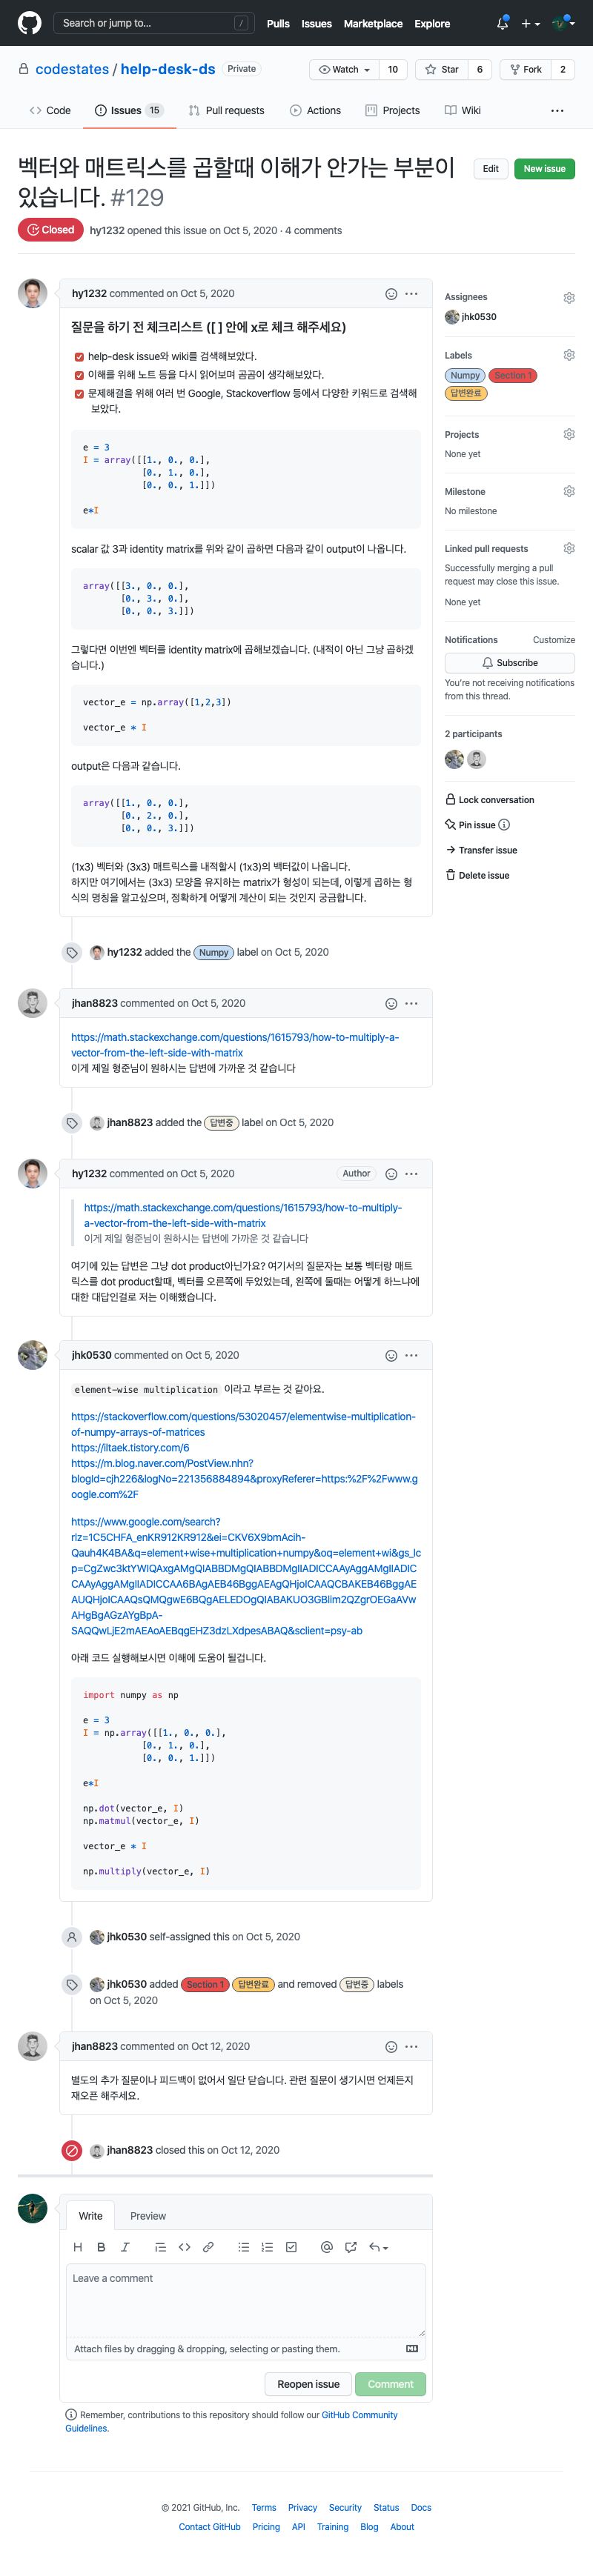 Search or jump to...
/
Pulls Issues Marketplace Explore
codestates / help-desk-ds Private
Watch 10 Star 6 Fork 2
Code Issues 15 Pull requests Actions Projects Wiki
벡터와 매트릭스를 곱할때 이해가 안가는 부분이
있습니다. #129
Edit New issue
Closed hy1232 opened this issue on Oct 5, 2020 · 4 comments
hy1232 commented on Oct 5, 2020
질문을 하기 전 체크리스트 ([ ] 안에 x로 체크 해주세요)
help-desk issue와 wiki를 검색해보았다.
이해를 위해 노트 등을 다시 읽어보며 곰곰이 생각해보았다.
문제해결을 위해 여러 번 Google, Stackoverflow 등에서 다양한 키워드로 검색해
보았다.
e = 3
I = array([[1., 0., 0.],
[0., 1., 0.],
[0., 0., 1.]])
e*I
scalar 값 3과 identity matrix를 위와 같이 곱하면 다음과 같이 output이 나옵니다.
array([[3., 0., 0.],
[0., 3., 0.],
[0., 0., 3.]])
그렇다면 이번엔 벡터를 identity matrix에 곱해보겠습니다. (내적이 아닌 그냥 곱하겠
습니다.)
vector_e = np.array([1,2,3])
vector_e * I
output은 다음과 같습니다.
array([[1., 0., 0.],
[0., 2., 0.],
[0., 0., 3.]])
(1x3) 벡터와 (3x3) 매트릭스를 내적할시 (1x3)의 백터값이 나옵니다.
하지만 여기에서는 (3x3) 모양을 유지하는 matrix가 형성이 되는데, 이렇게 곱하는 형
식의 명칭을 알고싶으며, 정확하게 어떻게 계산이 되는 것인지 궁금합니다.
Assignees
jhk0530
Labels
Numpy Section 1
답변완료
Projects
None yet
Milestone
No milestone
Linked pull requests
Successfully merging a pull
request may close this issue.
None yet
Notifications Customize
Subscribe
You're not receiving notifications
from this thread.
2 participants
Lock conversation
Pin issue
Transfer issue
Delete issue
hy1232 added the Numpy label on Oct 5, 2020
jhan8823 commented on Oct 5, 2020
https://math.stackexchange.com/questions/1615793/how-to-multiply-a-
vector-from-the-left-side-with-matrix
이게 제일 형준님이 원하시는 답변에 가까운 것 같습니다
jhan8823 added the 답변중 label on Oct 5, 2020
hy1232 commented on Oct 5, 2020 Author
https://math.stackexchange.com/questions/1615793/how-to-multiply-
a-vector-from-the-left-side-with-matrix
이게 제일 형준님이 원하시는 답변에 가까운 것 같습니다
여기에 있는 답변은 그냥 dot product아닌가요? 여기서의 질문자는 보통 벡터랑 매트
릭스를 dot product할때, 벡터를 오른쪽에 두었었는데, 왼쪽에 둘때는 어떻게 하느냐에
대한 대답인걸로 저는 이해했습니다.
jhk0530 commented on Oct 5, 2020
element-wise multiplication 이라고 부르는 것 같아요.
https://stackoverflow.com/questions/53020457/elementwise-multiplication-
of-numpy-arrays-of-matrices
https://iltaek.tistory.com/6
https://m.blog.naver.com/PostView.nhn?
blogId=cjh226&logNo=221356884894&proxyReferer=https:%2F%2Fwww.g
oogle.com%2F
https://www.google.com/search?
rlz=1C5CHFA_enKR912KR912&ei=CKV6X9bmAcih-
Qauh4K4BA&q=element+wise+multiplication+numpy&oq=element+wi&gs_lc
p=CgZwc3ktYWIQAxgAMgQIABBDMgQIABBDMgIIADICCAAyAggAMgIIADIC
CAAyAggAMgIIADICCAA6BAgAEB46BggAEAgQHjoICAAQCBAKEB46BggAE
AUQHjoICAAQsQMQgwE6BQgAELEDOgQIABAKUO3GBlim2QZgrOEGaAVw
AHgBgAGzAYgBpA-
SAQQwLjE2mAEAoAEBqgEHZ3dzLXdpesABAQ&sclient=psy-ab
아래 코드 실행해보시면 이해에 도움이 될겁니다.
import numpy as np
e = 3
I = np.array([[1., 0., 0.],
[0., 1., 0.],
[0., 0., 1.]])
e*I
np.dot(vector_e, I)
np.matmul(vector_e, I)
vector_e * I
np.multiply(vector_e, I)
jhk0530 self-assigned this on Oct 5, 2020
jhk0530 added Section 1 답변완료 and removed 답변중 labels
on Oct 5, 2020
jhan8823 commented on Oct 12, 2020
별도의 추가 질문이나 피드백이 없어서 일단 닫습니다. 관련 질문이 생기시면 언제든지
재오픈 해주세요.
jhan8823 closed this on Oct 12, 2020
Write Preview
Leave a comment
Attach files by dragging & dropping, selecting or pasting them.
Reopen issue Comment
Remember, contributions to this repository should follow our GitHub Community
Guidelines.
© 2021 GitHub, Inc. Terms Privacy Security Status Docs
Contact GitHub Pricing API Training Blog About